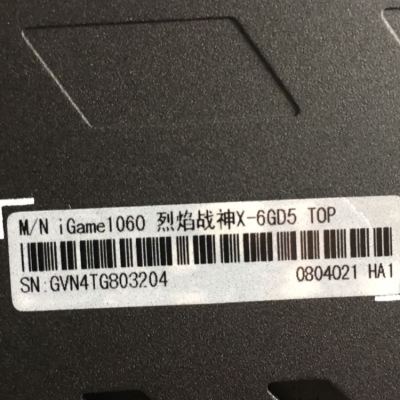 M/N iGame1060 烈焰战神X-6GD5 TOP
SN:GVN4TG803204 0804021 HA1